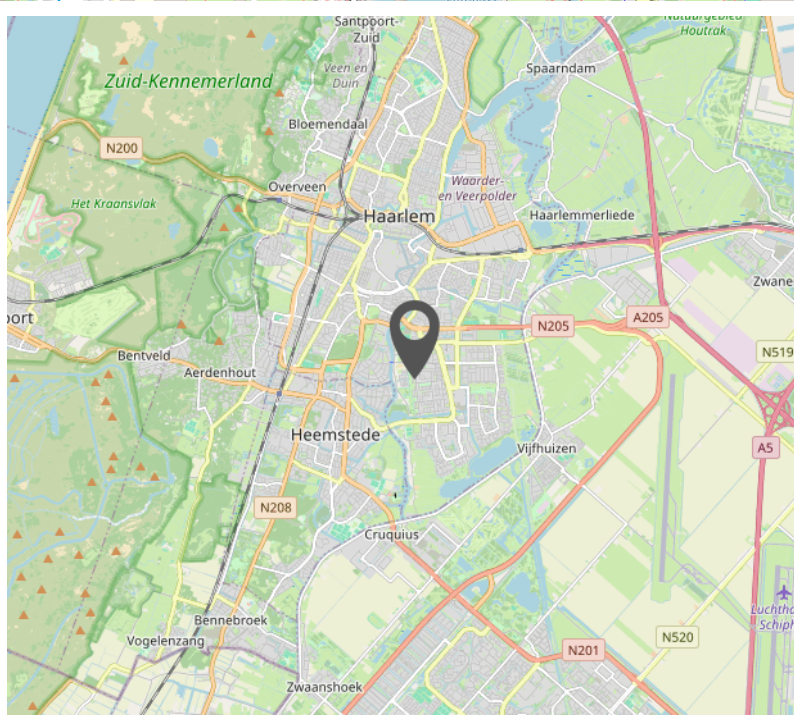 Santpoort-
Zuid
Natuurgebied
Houtrak
Spaarndam
Veen en
Duin
Zuid-Kennemerland
Bloemendaal
N200
Waarder-
en Veerpolder
Overveen
Het Kraansvlak
Haarlem
Haarlemmerliede
Zwane
oort
A205
N205
N519
Bentveld
Aerdenhout
Heemstede
Vijfhuizen
A5
N208
Cruquius
Luchtha
Schiph
Bennebroek
Vogelenzang
N520
N201
Zwaanshoek